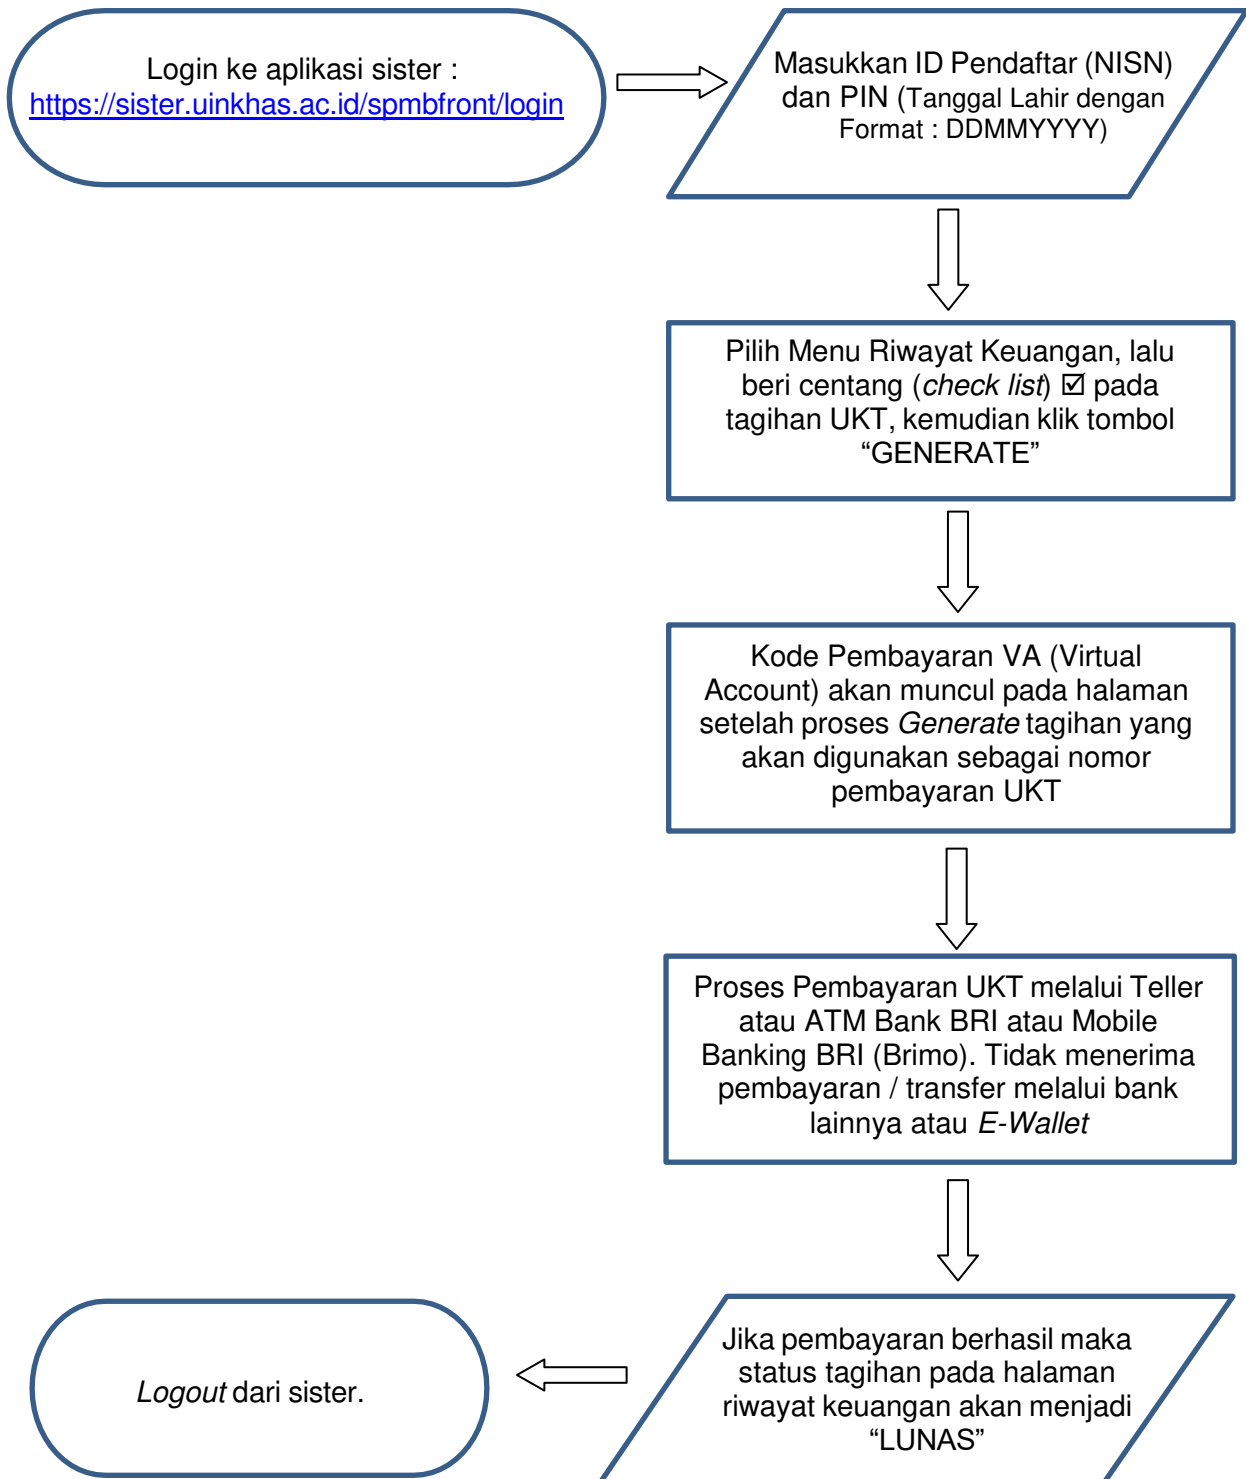 Login ke aplikasi sister :
https://sister.uinkhas.ac.id/spmbfront/login
Masukkan ID Pendaftar (NISN)
dan PIN (Tanggal Lahir dengan
Format : DDMMYYYY)
Pilih Menu Riwayat Keuangan, lalu
beri centang (check list) ☑ pada
tagihan UKT, kemudian klik tombol
“GENERATE”
Kode Pembayaran VA (Virtual
Account) akan muncul pada halaman
setelah proses Generate tagihan yang
akan digunakan sebagai nomor
pembayaran UKT
Proses Pembayaran UKT melalui Teller
atau ATM Bank BRI atau Mobile
Banking BRI (Brimo). Tidak menerima
pembayaran / transfer melalui bank
lainnya atau E-Wallet
Jika pembayaran berhasil maka
status tagihan pada halaman
riwayat keuangan akan menjadi
“LUNAS”
Logout dari sister.